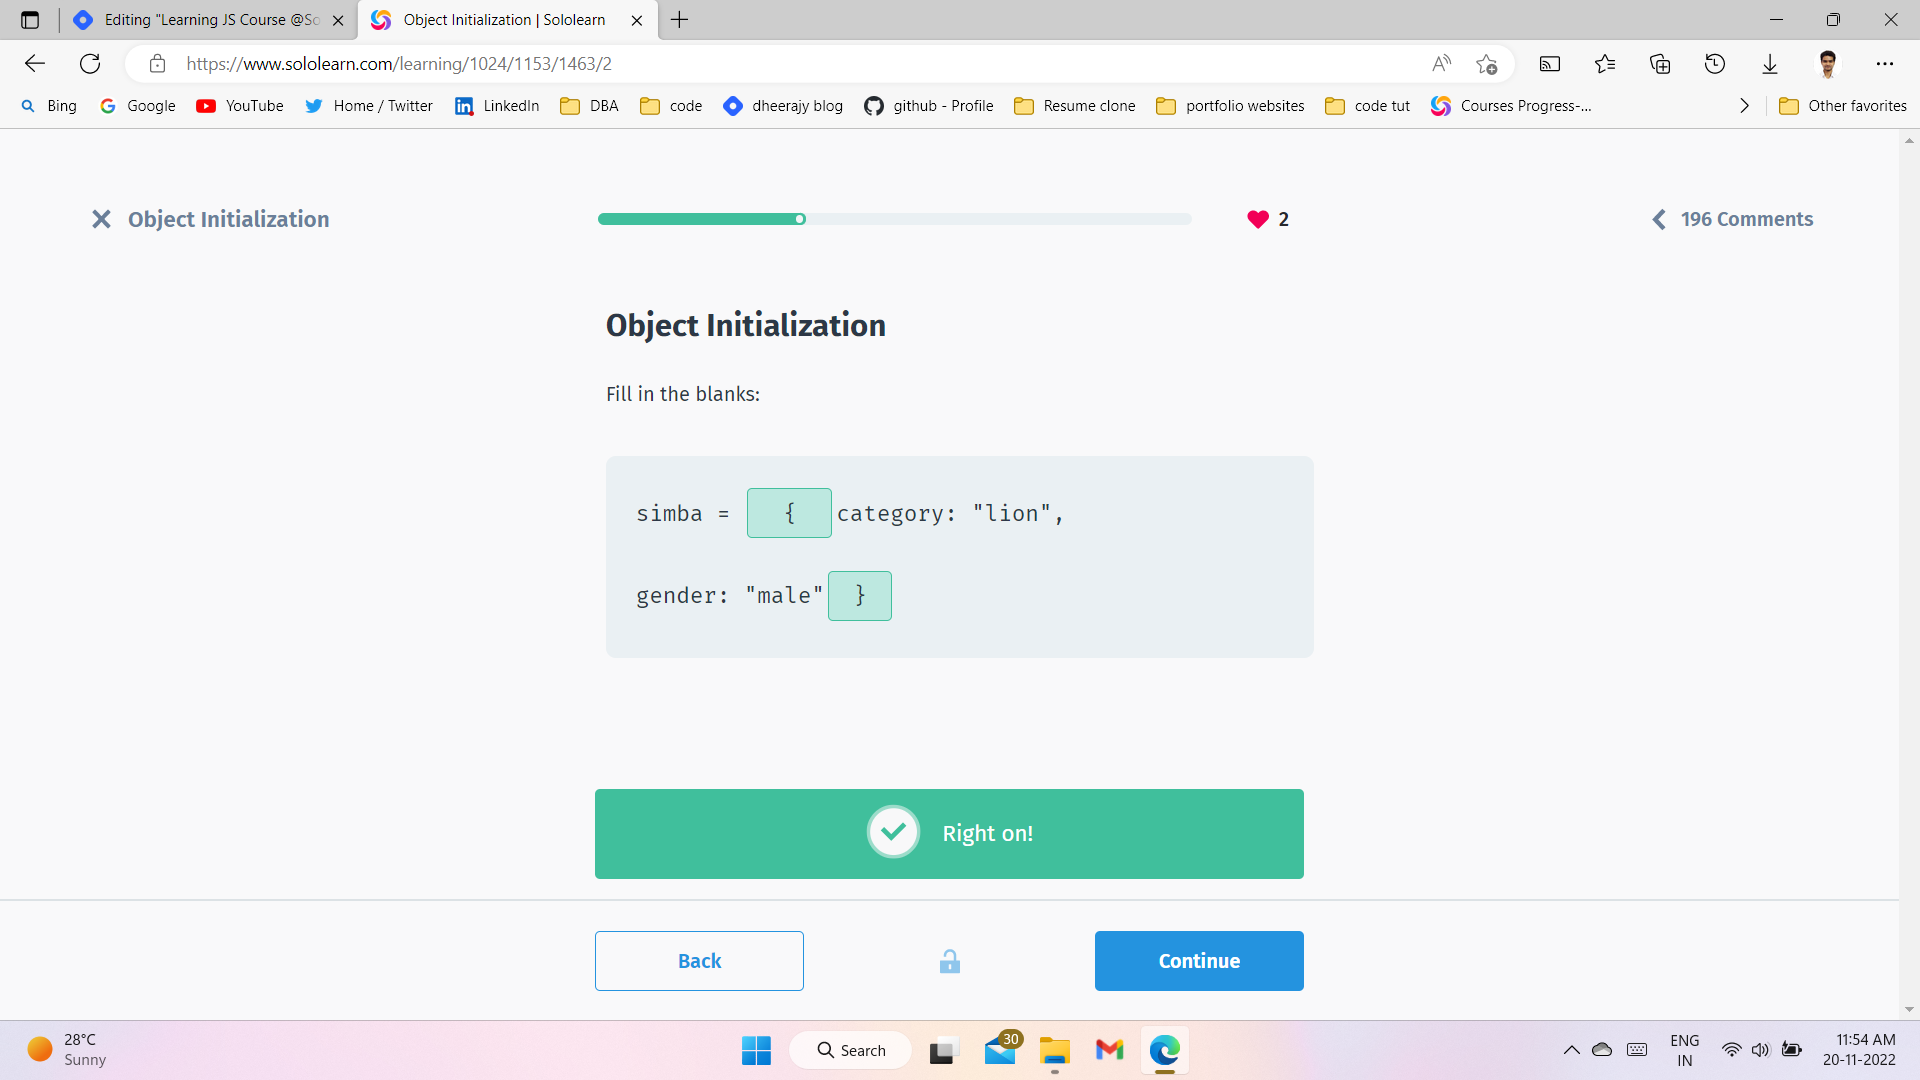 Editing "Learning JS Course @So
Object Initialization | Sololearn
https://www.sololearn.com/learning/1024/1153/1463/2
Bing
Google
YouTube
Home / Twitter
LinkedIn
DBA
code
dheerajy blog
github - Profile
Resume clone
portfolio websites
code tut
Courses Progress-...
Other favorites
Object Initialization
2
196 Comments
Object Initialization
Fill in the blanks:
simba = { category: "lion",
gender: "male" }
Right on!
Back
Continue
28°C
Sunny
Search
30
ENG
IN
11:54 AM
20-11-2022